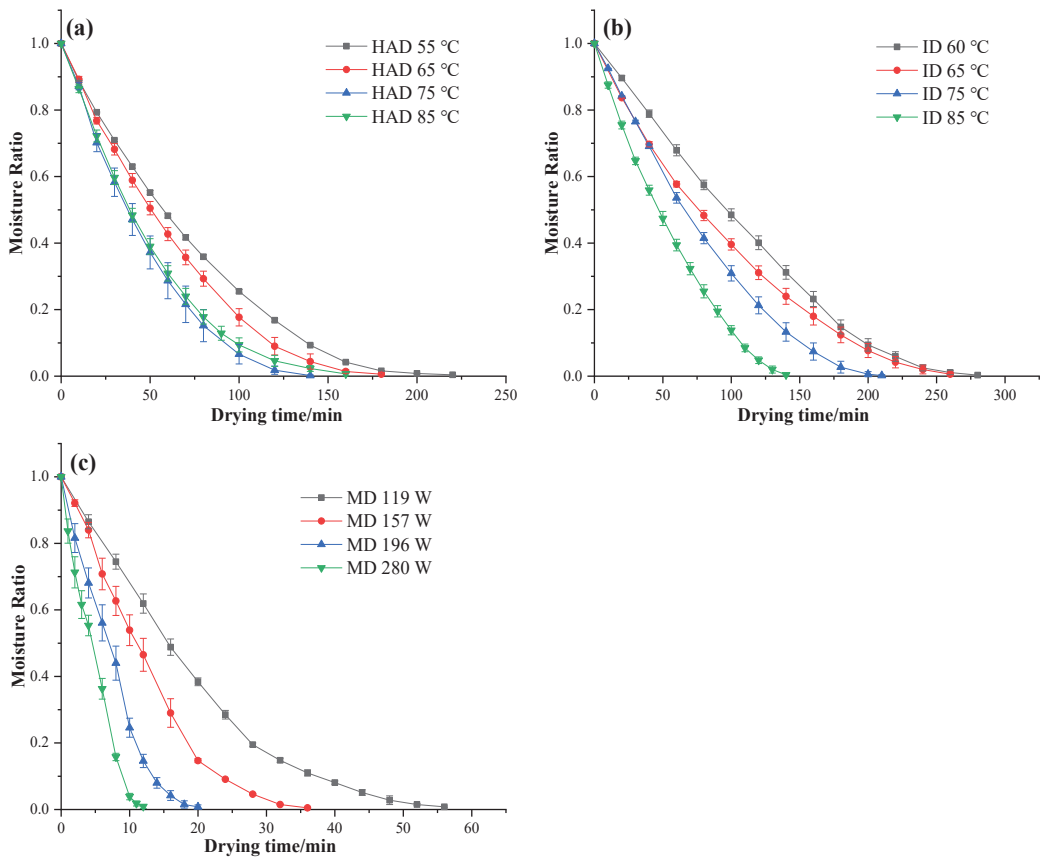 (a)
HAD 55 ℃
HAD 65 ℃
HAD 75 ℃
HAD 85 ℃
Moisture Ratio
1.0
0.8
0.6
0.4
0.2
0.0
0 50 100 150 200 250
Drying time/min
(b)
ID 60 ℃
ID 65 ℃
ID 75 ℃
ID 85 ℃
Moisture Ratio
1.0
0.8
0.6
0.4
0.2
0.0
0 50 100 150 200 250 300
Drying time/min
(c)
MD 119 W
MD 157 W
MD 196 W
MD 280 W
Moisture Ratio
1.0
0.8
0.6
0.4
0.2
0.0
0 10 20 30 40 50 60
Drying time/min